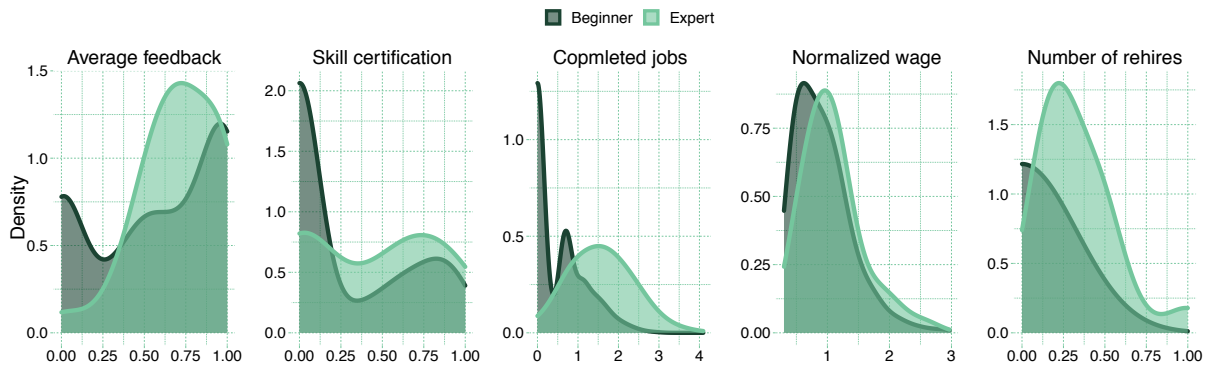 Beginner Expert
Average feedback
Skill certification
Copmleted jobs
Normalized wage
Number of rehires
Density
1.5
1.0
0.5
0.0
0.00 0.25 0.50 0.75 1.00
2.0
1.5
1.0
0.5
0.0
0.00 0.25 0.50 0.75 1.00
1.0
0.5
0.0
0 1 2 3 4
0.75
0.50
0.25
0.00
1 2 3
1.5
1.0
0.5
0.0
0.00 0.25 0.50 0.75 1.00